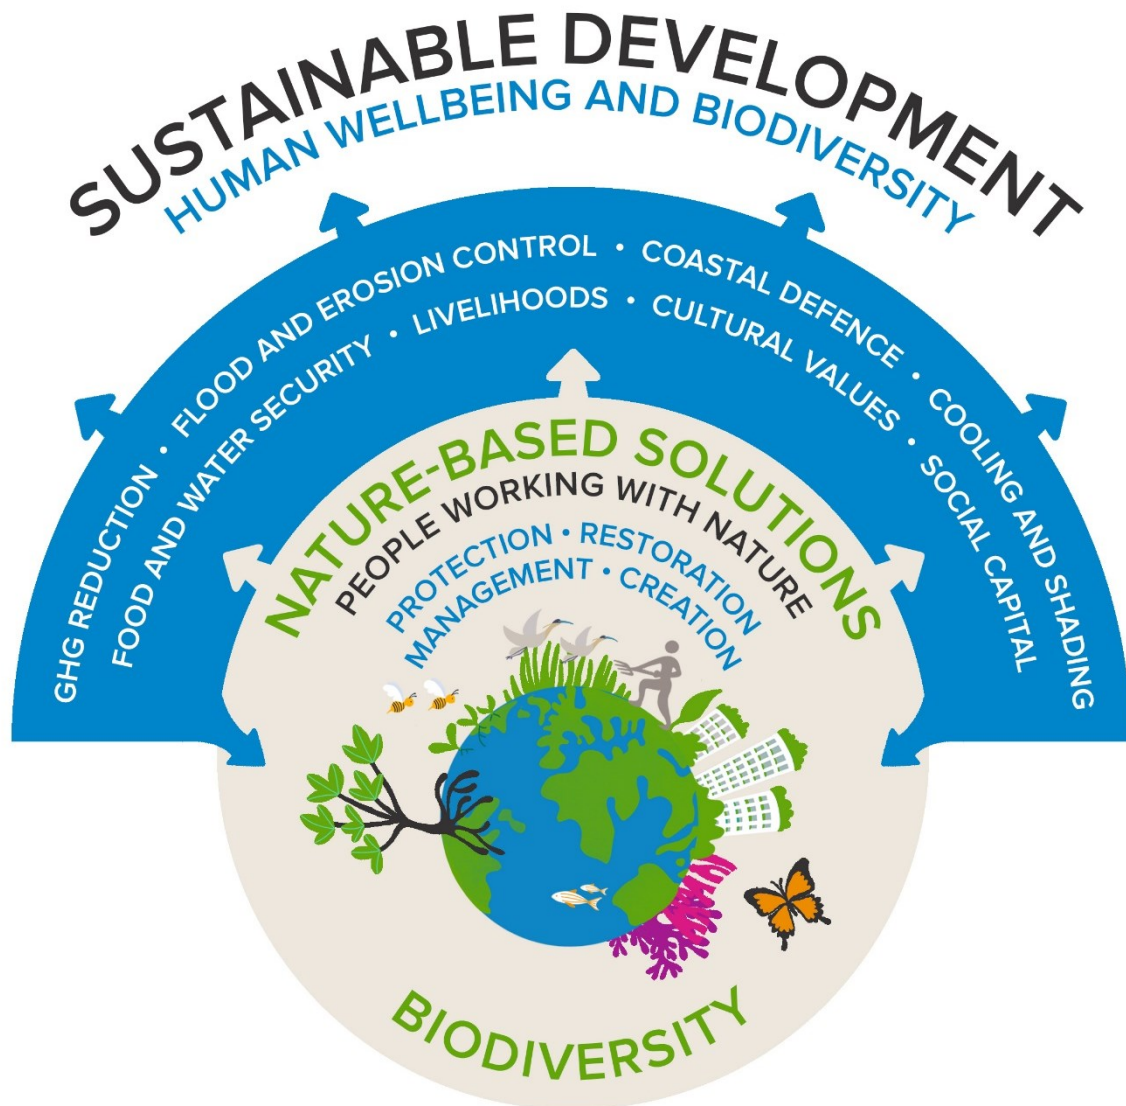 SUSTAINABLE DEVELOPMENT
HUMAN WELLBEING AND BIODIVERSITY
GHG REDUCTION • FLOOD AND EROSION CONTROL • COASTAL DEFENCE • COOLING AND SHADING
FOOD AND WATER SECURITY • LIVELIHOODS • CULTURAL VALUES • SOCIAL CAPITAL
NATURE-BASED SOLUTIONS
PEOPLE WORKING WITH NATURE
PROTECTION • RESTORATION
MANAGEMENT • CREATION
BIODIVERSITY